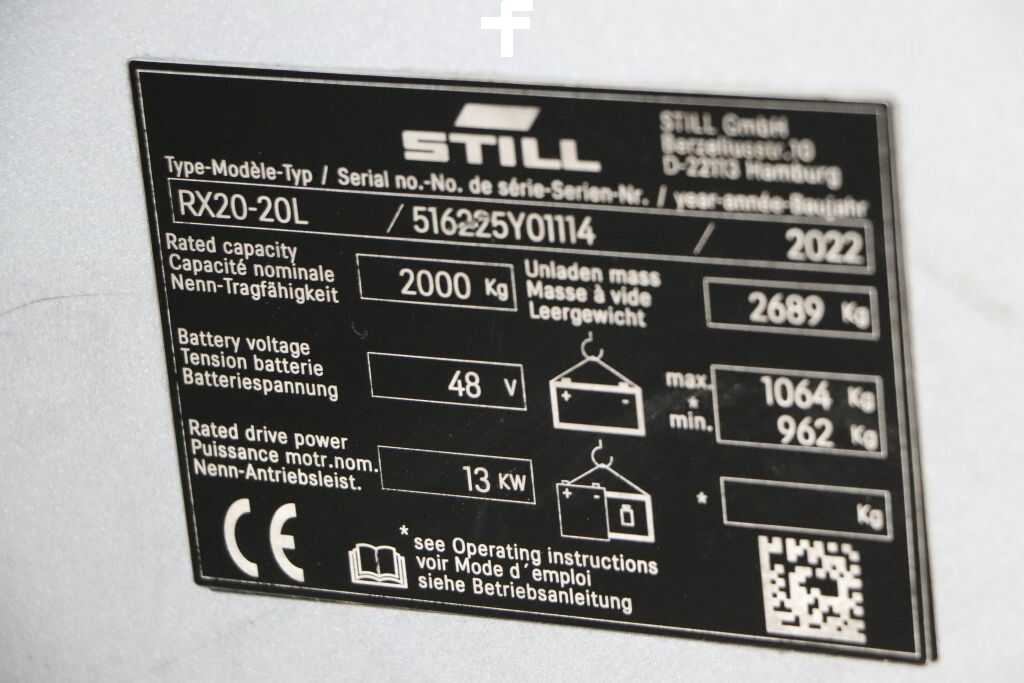 f
STILL
STILL GmbH
Berzeliusstr.10
D-22113 Hamburg
Type-Modèle-Typ / Serial no.-No. de série-Serien-Nr. / year-année-Baujahr
RX20-20L / 516225Y01114 / 2022
Rated capacity
Capacité nominale
Nenn-Tragfähigkeit
2000 Kg
Unladen mass
Masse à vide
Leergewicht
2689 Kg
Battery voltage
Tension batterie
Batteriespannung
48 V
+ -
max. 1064 Kg
*
min. 962 Kg
Rated drive power
Puissance motr.nom.
Nenn-Antriebsleist.
13 KW
+ -
* Kg
CE
* see Operating instructions
voir Mode d´emploi
siehe Betriebsanleitung